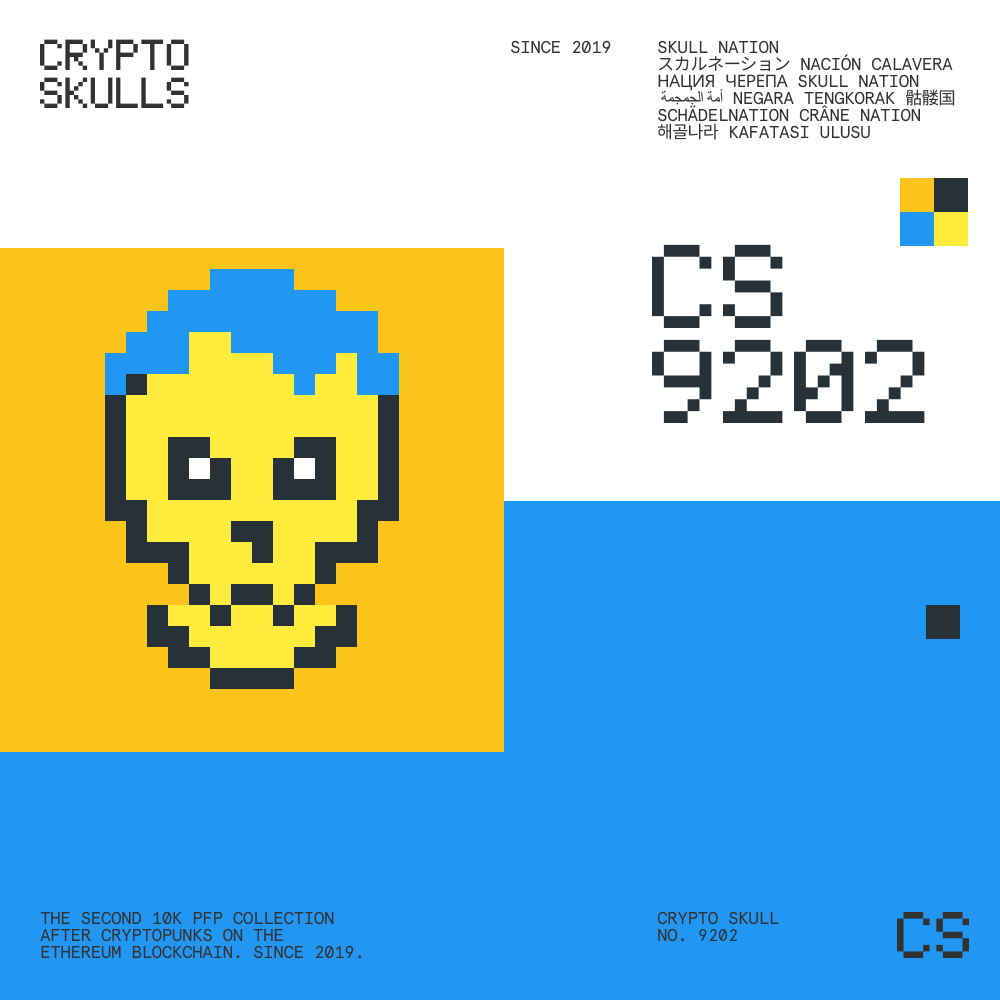 CRYPTO
SKULLS
SINCE 2019
SKULL NATION
スカルネーション NACIÓN CALAVERA
НАЦИЯ ЧЕРЕПА SKULL NATION
أمة الجمجمة NEGARA TENGKORAK 骷髅国
SCHÄDELNATION CRÂNE NATION
해골나라 KAFATASI ULUSU
CS
9202
THE SECOND 10K PFP COLLECTION
AFTER CRYPTOPUNKS ON THE
ETHEREUM BLOCKCHAIN. SINCE 2019.
CRYPTO SKULL
NO. 9202
CS